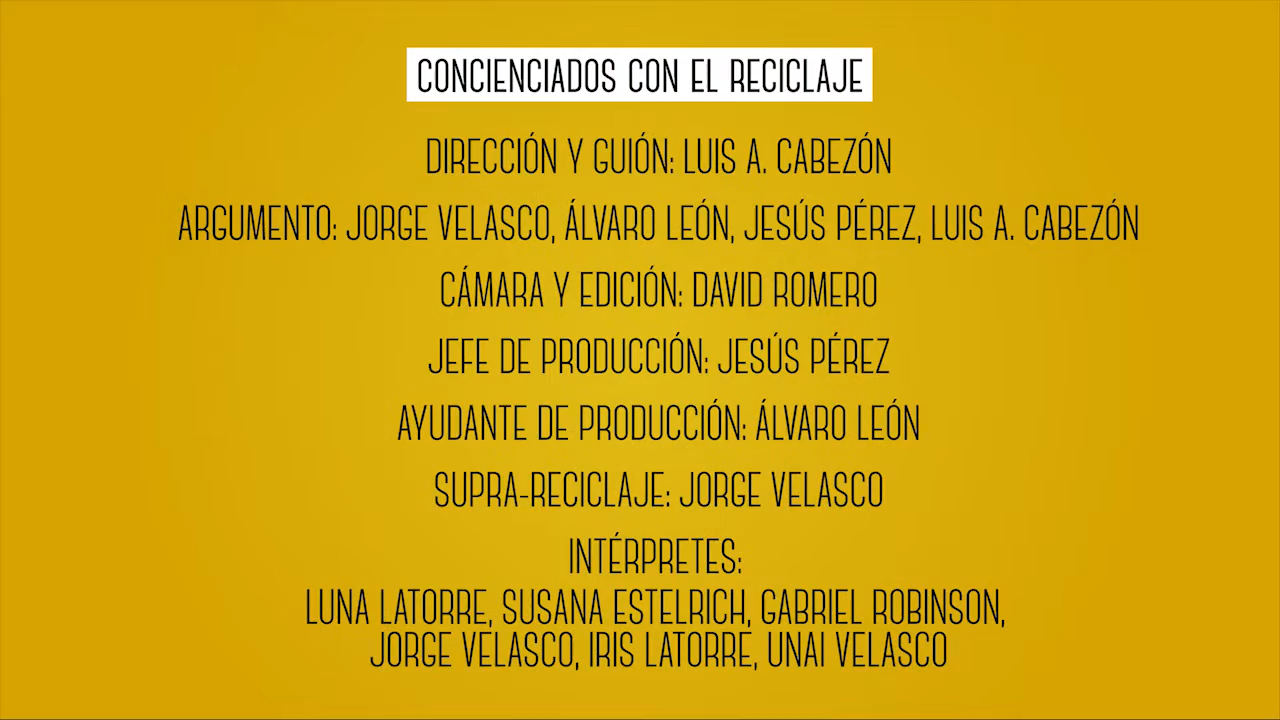 CONCIENCIADOS CON EL RECICLAJE
DIRECCIÓN Y GUIÓN: LUIS A. CABEZÓN
ARGUMENTO: JORGE VELASCO, ÁLVARO LEÓN, JESÚS PÉREZ, LUIS A. CABEZÓN
CÁMARA Y EDICIÓN: DAVID ROMERO
JEFE DE PRODUCCIÓN: JESÚS PÉREZ
AYUDANTE DE PRODUCCIÓN: ÁLVARO LEÓN
SUPRA-RECICLAJE: JORGE VELASCO
INTÉRPRETES:
LUNA LATORRE, SUSANA ESTELRICH, GABRIEL ROBINSON,
JORGE VELASCO, IRIS LATORRE, UNAI VELASCO